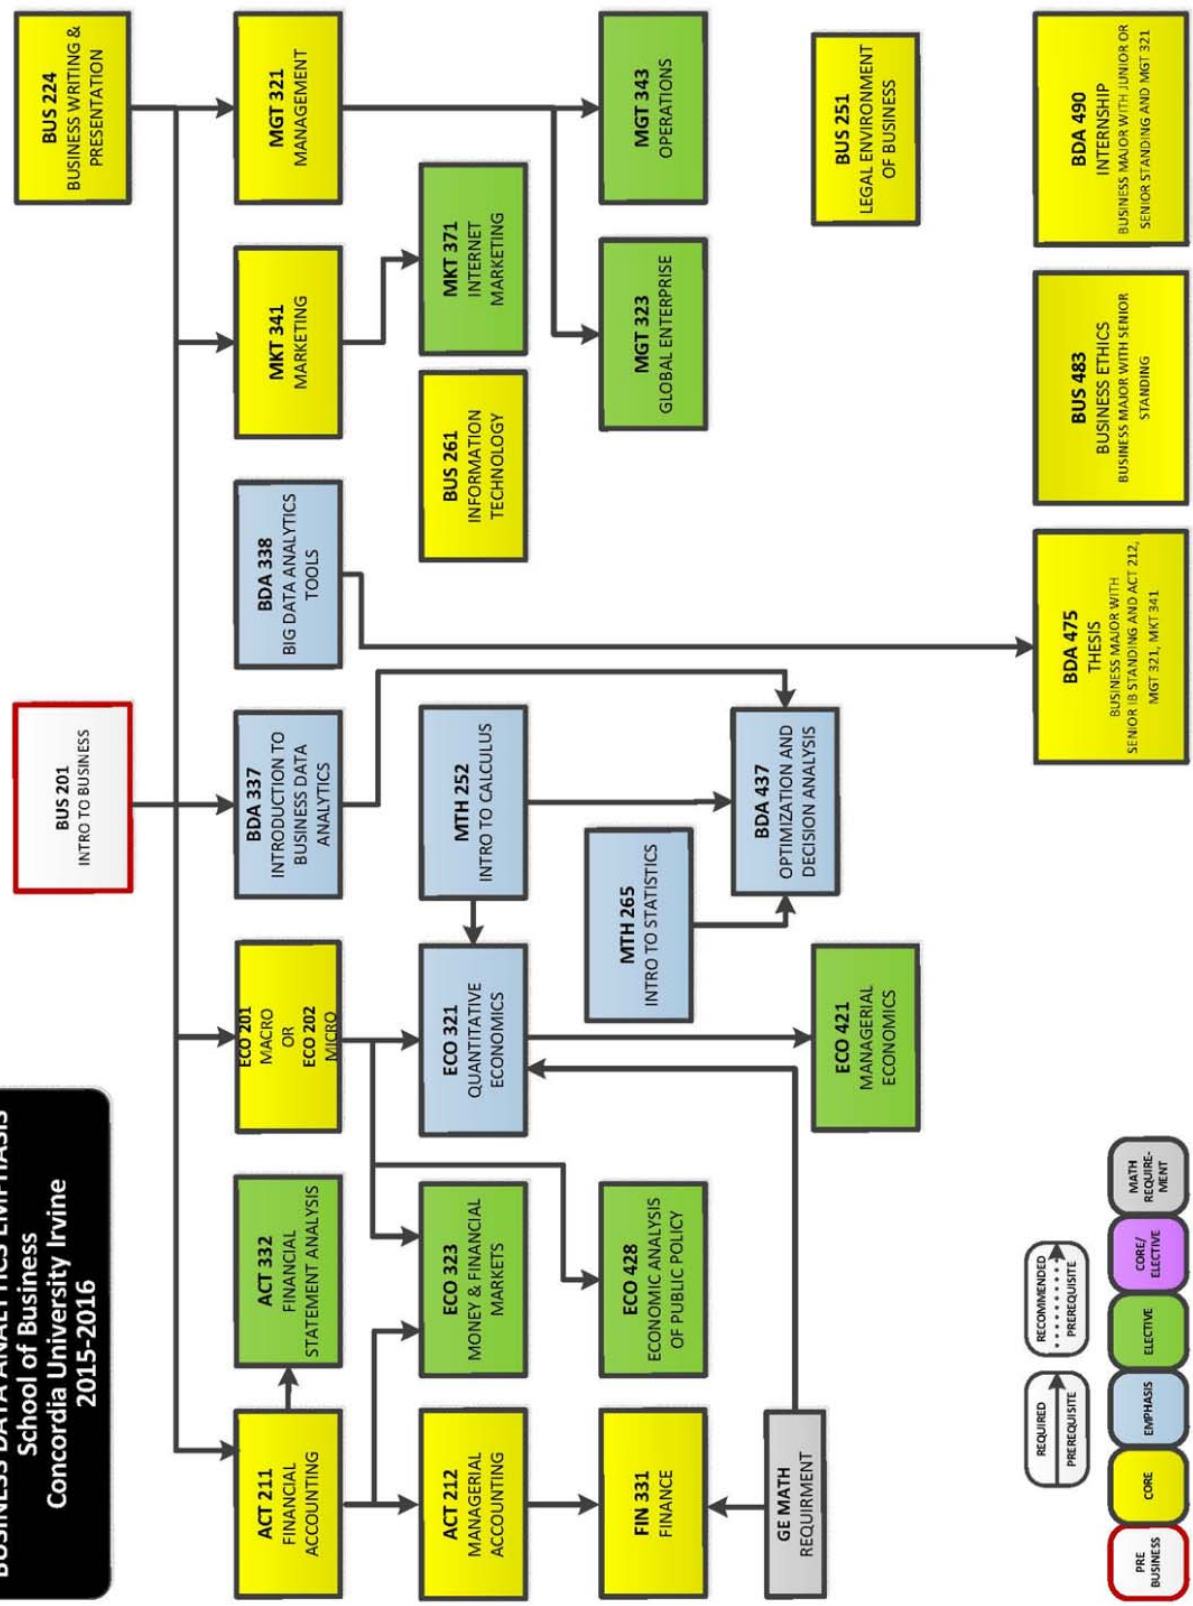 BUSINESS DATA ANALYTICS EMPHASIS
School of Business
Concordia University Irvine
2015-2016
BUS 201
INTRO TO BUSINESS
BUS 224
BUSINESS WRITING &
PRESENTATION
ACT 211
FINANCIAL
ACCOUNTING
ACT 332
FINANCIAL
STATEMENT ANALYSIS
ECO 201
MACRO
OR
ECO 202
MICRO
BDA 337
INTRODUCTION TO
BUSINESS DATA
ANALYTICS
BDA 338
BIG DATA ANALYTICS
TOOLS
MKT 341
MARKETING
MGT 321
MANAGEMENT
ACT 212
MANAGERIAL
ACCOUNTING
ECO 323
MONEY & FINANCIAL
MARKETS
ECO 321
QUANTITATIVE
ECONOMICS
MTH 252
INTRO TO CALCULUS
BUS 261
INFORMATION
TECHNOLOGY
MKT 371
INTERNET
MARKETING
FIN 331
FINANCE
ECO 428
ECONOMIC ANALYSIS
OF PUBLIC POLICY
MTH 265
INTRO TO STATISTICS
MGT 323
GLOBAL ENTERPRISE
MGT 343
OPERATIONS
GE MATH
REQUIRMENT
BDA 437
OPTIMIZATION AND
DECISION ANALYSIS
ECO 421
MANAGERIAL
ECONOMICS
BUS 251
LEGAL ENVIRONMENT
OF BUSINESS
BDA 475
THESIS
BUSINESS MAJOR WITH
SENIOR IB STANDING AND ACT 212,
MGT 321, MKT 341
BUS 483
BUSINESS ETHICS
BUSINESS MAJOR WITH SENIOR
STANDING
BDA 490
INTERNSHIP
BUSINESS MAJOR WITH JUNIOR OR
SENIOR STANDING AND MGT 321
REQUIRED
PREREQUISITE
RECOMMENDED
PREREQUISITE
PRE
BUSINESS
CORE
EMPHASIS
ELECTIVE
CORE/
ELECTIVE
MATH
REQUIRE-
MENT